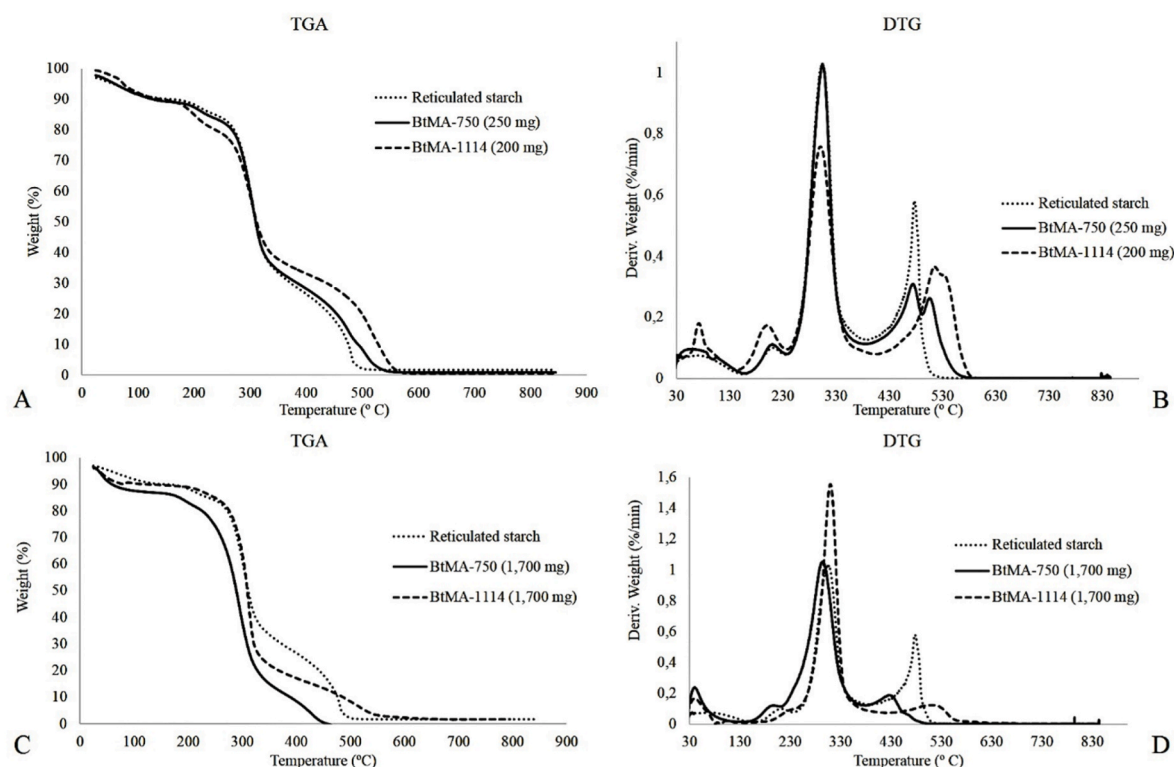 TGA
Weight (%)
100
90
80
70
60
50
40
30
20
10
0
Reticulated starch
BtMA-750 (250 mg)
BtMA-1114 (200 mg)
0 100 200 300 400 500 600 700 800 900
Temperature (º C)
A
DTG
Deriv. Weight (%/min)
1
0,8
0,6
0,4
0,2
0
Reticulated starch
BtMA-750 (250 mg)
BtMA-1114 (200 mg)
30 130 230 330 430 530 630 730 830
Temperature (º C)
B
TGA
Weight (%)
100
90
80
70
60
50
40
30
20
10
0
Reticulated starch
BtMA-750 (1,700 mg)
BtMA-1114 (1,700 mg)
0 100 200 300 400 500 600 700 800 900
Temperature (ºC)
C
DTG
Deriv. Weight (%/min)
1,6
1,4
1,2
1
0,8
0,6
0,4
0,2
0
Reticulated starch
BtMA-750 (1,700 mg)
BtMA-1114 (1,700 mg)
30 130 230 330 430 530 630 730 830
Temperature (ºC)
D